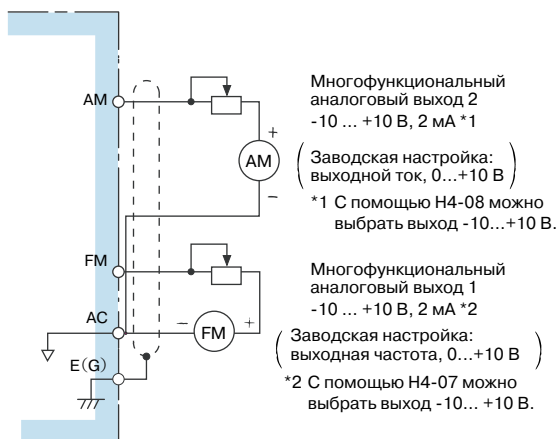 AM
Многофункциональный
аналоговый выход 2
-10 ... +10 В, 2 мА *1
+
AM
−
Заводская настройка:
выходной ток, 0...+10 В
*1 С помощью H4-08 можно
выбрать выход -10...+10 В.
FM
Многофункциональный
аналоговый выход 1
-10 ... +10 В, 2 мА *2
AC
−
FM
+
Заводская настройка:
выходная частота, 0...+10 В
E(G)
*2 С помощью H4-07 можно
выбрать выход -10... +10 В.